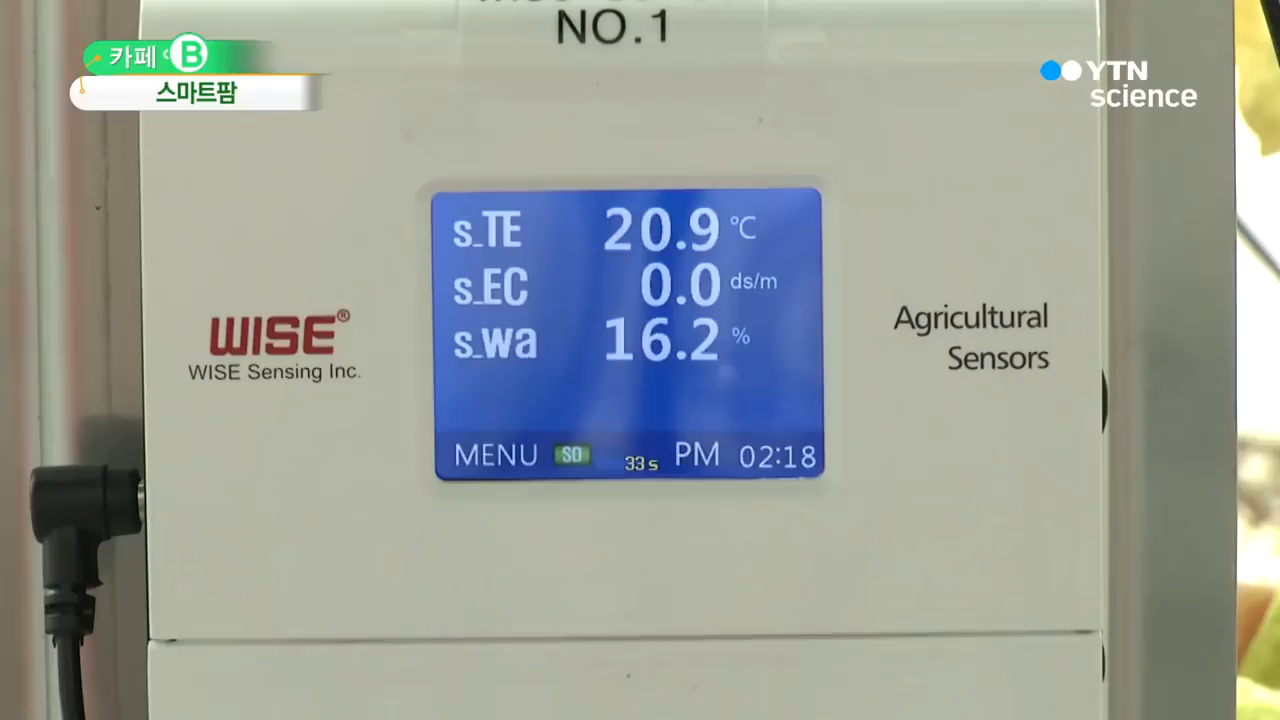 NO.1
카페
B
스마트팜
YTN
science
s_TE 20.9 ℃
s_EC 0.0 ds/m
s_wa 16.2 %
MENU SD 33 s PM 02:18
WISE®
WISE Sensing Inc.
Agricultural
Sensors